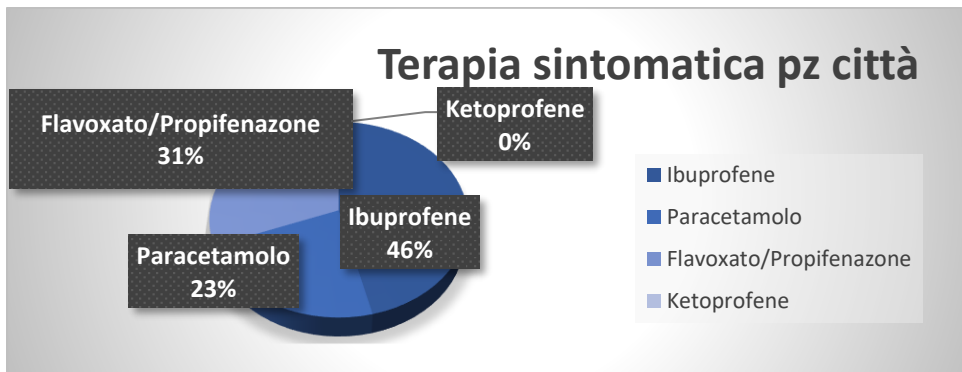 Terapia sintomatica pz città
Flavoxato/Propifenazone
31%
Ketoprofene
0%
Ibuprofene
46%
Paracetamolo
23%
Ibuprofene
Paracetamolo
Flavoxato/Propifenazone
Ketoprofene